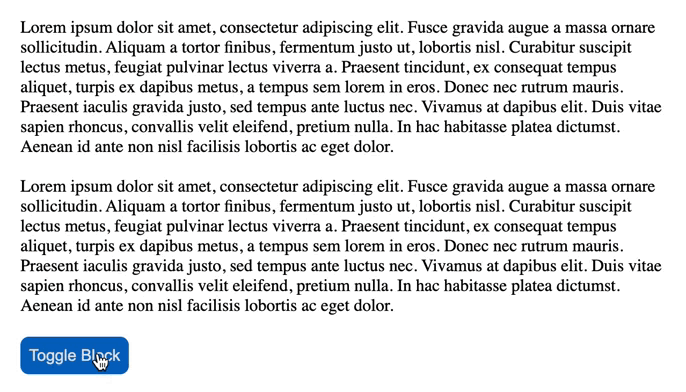 Lorem ipsum dolor sit amet, consectetur adipiscing elit. Fusce gravida augue a massa ornare
sollicitudin. Aliquam a tortor finibus, fermentum justo ut, lobortis nisl. Curabitur suscipit
lectus metus, feugiat pulvinar lectus viverra a. Praesent tincidunt, ex consequat tempus
aliquet, turpis ex dapibus metus, a tempus sem lorem in eros. Donec nec rutrum mauris.
Praesent iaculis gravida justo, sed tempus ante luctus nec. Vivamus at dapibus elit. Duis vitae
sapien rhoncus, convallis velit eleifend, pretium nulla. In hac habitasse platea dictumst.
Aenean id ante non nisl facilisis lobortis ac eget dolor.
Lorem ipsum dolor sit amet, consectetur adipiscing elit. Fusce gravida augue a massa ornare
sollicitudin. Aliquam a tortor finibus, fermentum justo ut, lobortis nisl. Curabitur suscipit
lectus metus, feugiat pulvinar lectus viverra a. Praesent tincidunt, ex consequat tempus
aliquet, turpis ex dapibus metus, a tempus sem lorem in eros. Donec nec rutrum mauris.
Praesent iaculis gravida justo, sed tempus ante luctus nec. Vivamus at dapibus elit. Duis vitae
sapien rhoncus, convallis velit eleifend, pretium nulla. In hac habitasse platea dictumst.
Aenean id ante non nisl facilisis lobortis ac eget dolor.
Toggle Block